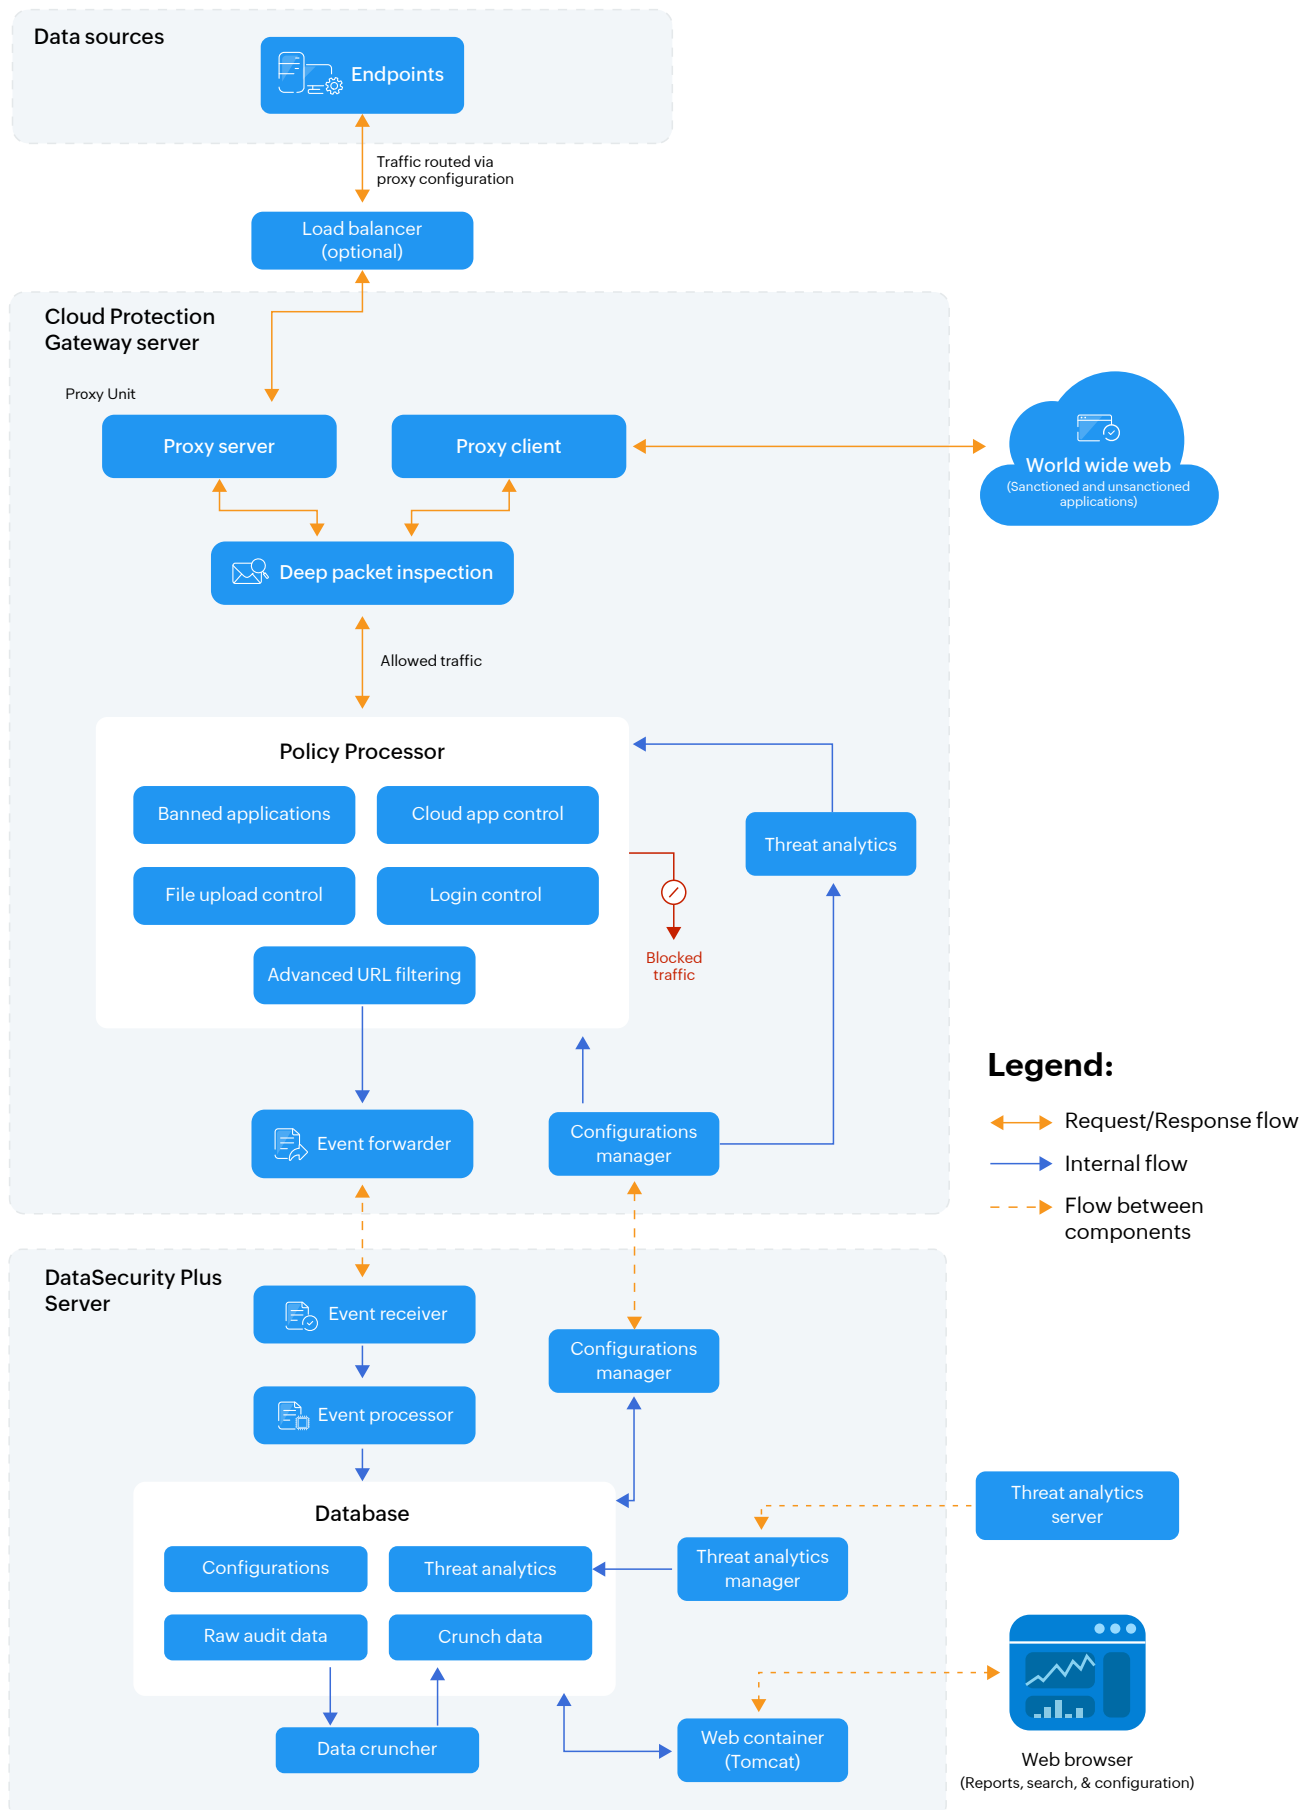 Data sources
Endpoints
Traffic routed via
proxy configuration
Load balancer
(optional)
Cloud Protection
Gateway server
Proxy Unit
Proxy server
Proxy client
World wide web
(Sanctioned and unsanctioned
applications)
Deep packet inspection
Allowed traffic
Policy Processor
Banned applications
Cloud app control
Threat analytics
File upload control
Login control
Blocked
traffic
Advanced URL filtering
Legend:
Request/Response flow
Internal flow
Flow between
components
Event forwarder
Configurations
manager
DataSecurity Plus
Server
Event receiver
Configurations
manager
Event processor
Database
Threat analytics
server
Configurations
Threat analytics
Threat analytics
manager
Raw audit data
Crunch data
Data cruncher
Web container
(Tomcat)
Web browser
(Reports, search, & configuration)